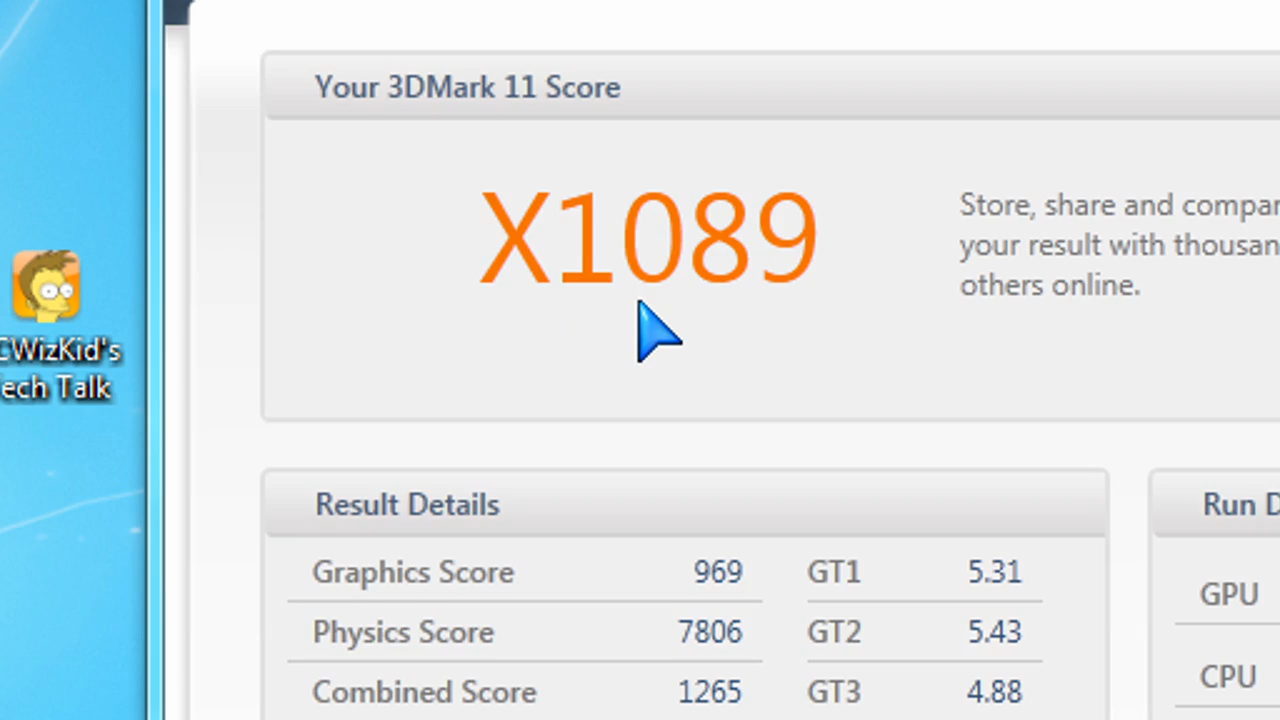 Your 3DMark 11 Score
X1089
Store, share and compar
your result with thousan
others online.
CWizKid's
ech Talk
Result Details
Graphics Score 969 GT1 5.31
Physics Score 7806 GT2 5.43
Combined Score 1265 GT3 4.88
Run D
GPU
CPU